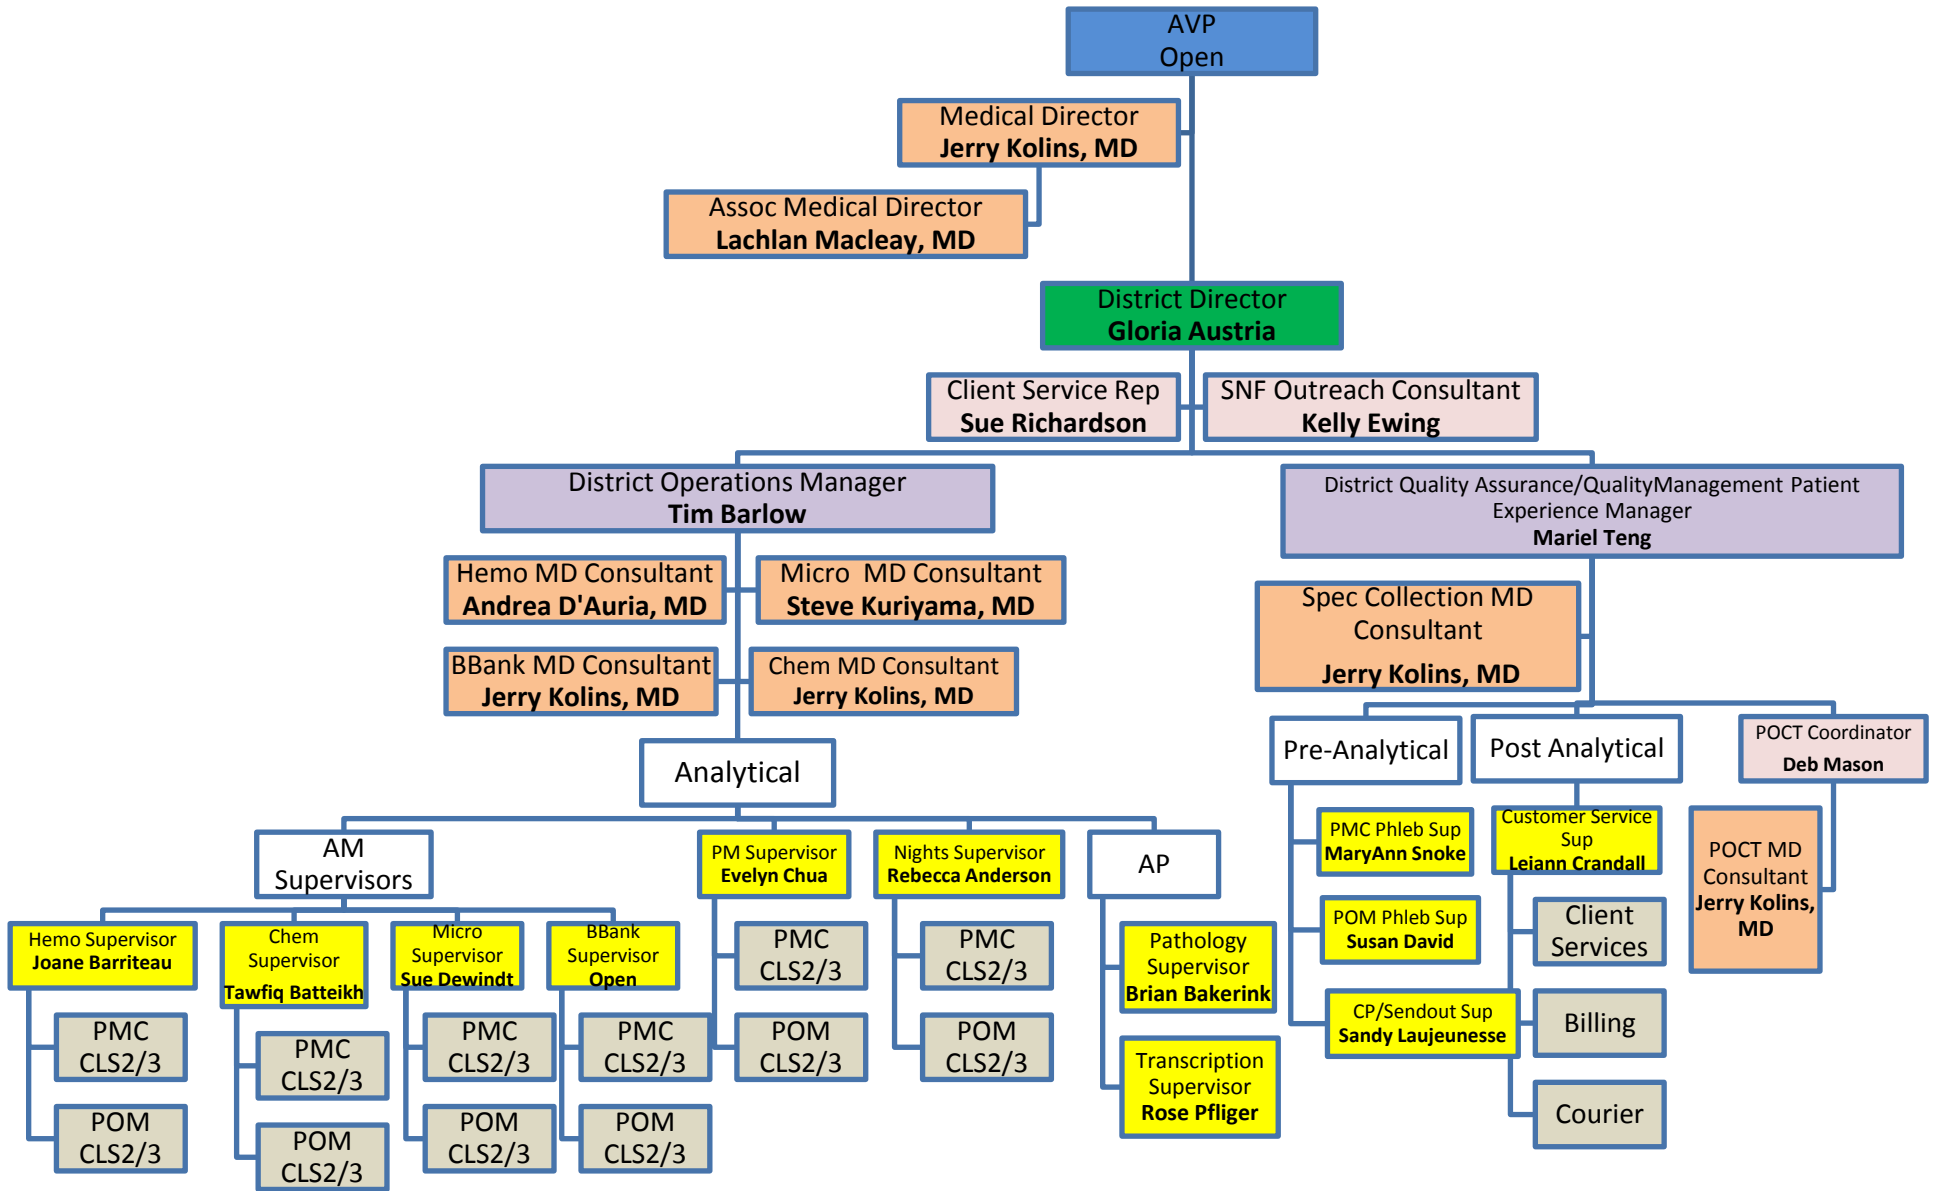 AVP
Open
Medical Director
Jerry Kolins, MD
Assoc Medical Director
Lachlan Macleay, MD
District Director
Gloria Austria
Client Service Rep
Sue Richardson
SNF Outreach Consultant
Kelly Ewing
District Operations Manager
Tim Barlow
District Quality Assurance/QualityManagement Patient
Experience Manager
Mariel Teng
Hemo MD Consultant
Andrea D'Auria, MD
Micro  MD Consultant
Steve Kuriyama, MD
BBank MD Consultant
Jerry Kolins, MD
Chem MD Consultant
Jerry Kolins, MD
Spec Collection MD
Consultant
Jerry Kolins, MD
Analytical
Pre-Analytical
Post Analytical
POCT Coordinator
Deb Mason
AM
Supervisors
PM Supervisor
Evelyn Chua
Nights Supervisor
Rebecca Anderson
AP
PMC Phleb Sup
MaryAnn Snoke
Customer Service
Sup
Leiann Crandall
POCT MD
Consultant
Jerry Kolins,
MD
Hemo Supervisor
Joane Barriteau
Chem
Supervisor
Tawfiq Batteikh
Micro
Supervisor
Sue Dewindt
BBank
Supervisor
Open
PMC
CLS2/3
PMC
CLS2/3
Pathology
Supervisor
Brian Bakerink
POM Phleb Sup
Susan David
Client
Services
PMC
CLS2/3
PMC
CLS2/3
PMC
CLS2/3
PMC
CLS2/3
POM
CLS2/3
POM
CLS2/3
CP/Sendout Sup
Sandy Laujeunesse
Billing
Transcription
Supervisor
Rose Pfliger
POM
CLS2/3
POM
CLS2/3
POM
CLS2/3
POM
CLS2/3
Courier